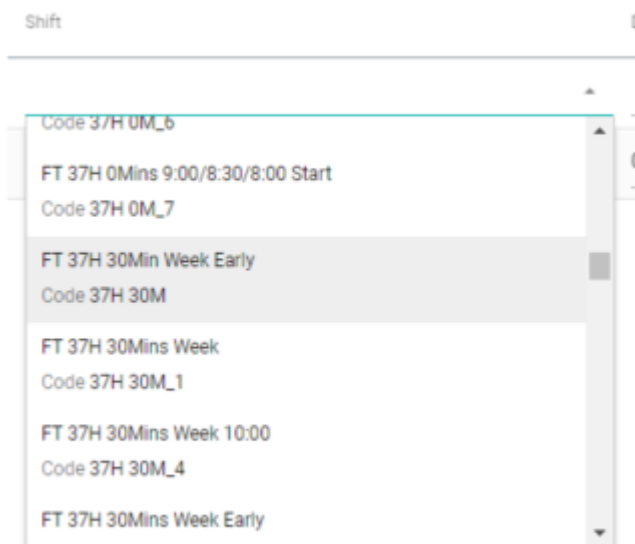 Shift
Code 37H 0M_6
FT 37H 0Mins 9:00/8:30/8:00 Start
Code 37H 0M_7
FT 37H 30Min Week Early
Code 37H 30M
FT 37H 30Mins Week
Code 37H 30M_1
FT 37H 30Mins Week 10:00
Code 37H 30M_4
FT 37H 30Mins Week Early